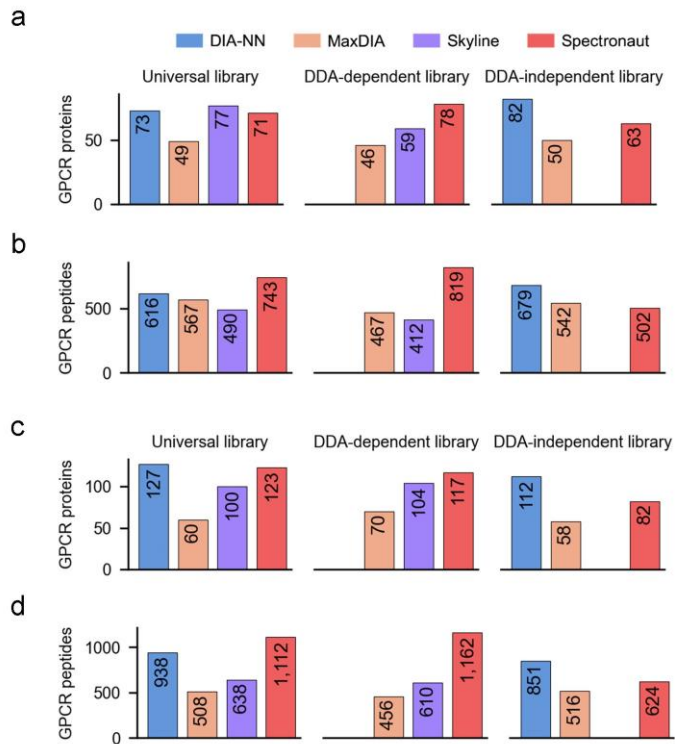 a
DIA-NN MaxDIA Skyline Spectronaut
Universal library DDA-dependent library DDA-independent library
GPCR proteins
50
0
73 49 77 71
46 59 78
82 50 63
b
GPCR peptides
500
0
616 567 490 743
467 412 819
679 542 502
c
Universal library DDA-dependent library DDA-independent library
GPCR proteins
100
50
0
127 60 100 123
70 104 117
112 58 82
d
GPCR peptides
1000
500
0
938 508 638 1,112
456 610 1,162
851 516 624